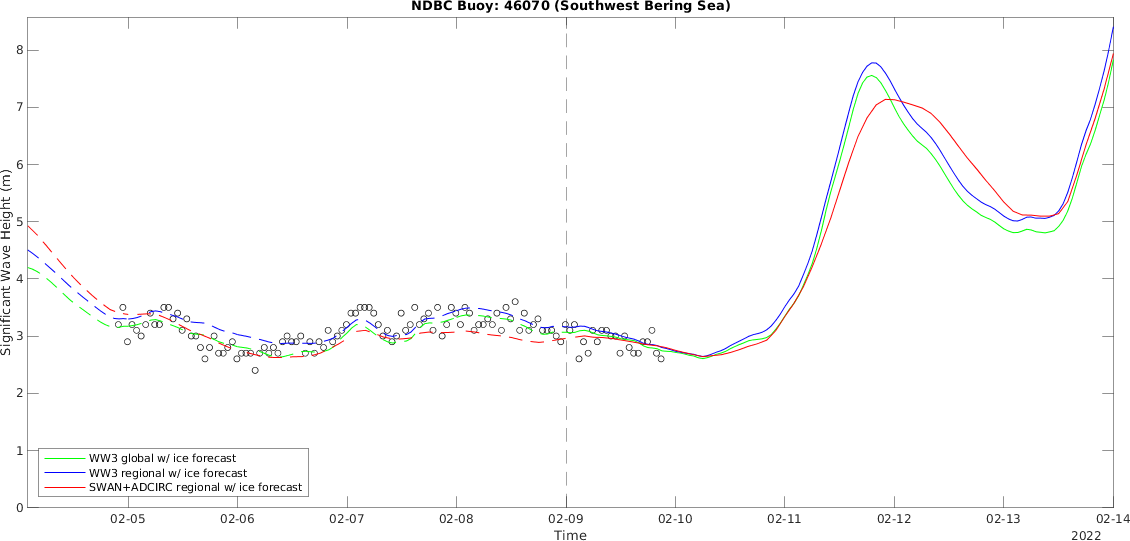 NDBC Buoy: 46070 (Southwest Bering Sea)
Significant Wave Height (m)
8
7
6
5
4
3
2
1
0
WW3 global w/ ice forecast
WW3 regional w/ ice forecast
SWAN+ADCIRC regional w/ ice forecast
02-05 02-06 02-07 02-08 02-09 02-10 02-11 02-12 02-13 02-14
Time
2022